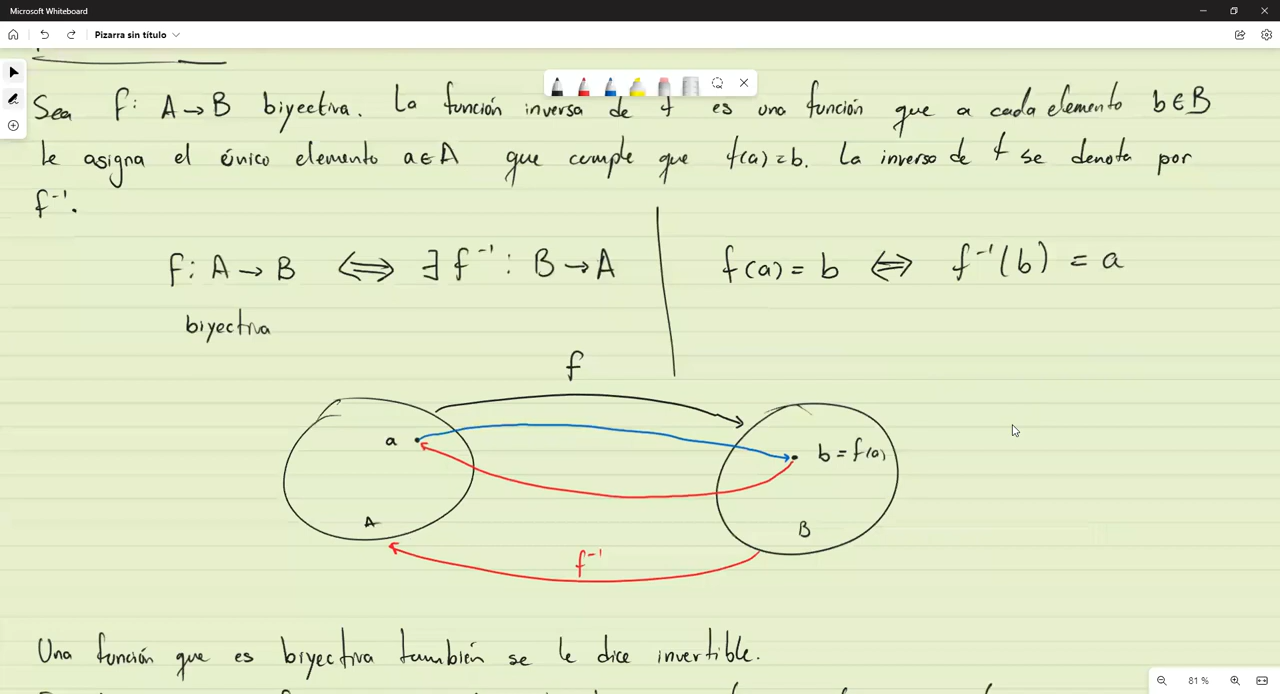 Microsoft Whiteboard
Pizarra sin título
Sea f: A → B biyectiva. La función inversa de f es una función que a cada elemento b ∈ B
le asigna el único elemento a ∈ A que cumple que f(a) = b. La inversa de f se denota por
f⁻¹.
f: A → B ⟺ ∃ f⁻¹: B → A
biyectiva
f(a) = b ⟺ f⁻¹(b) = a
f
a
b = f(a)
A
B
f⁻¹
Una función que es biyectiva también se le dice invertible.
81 %